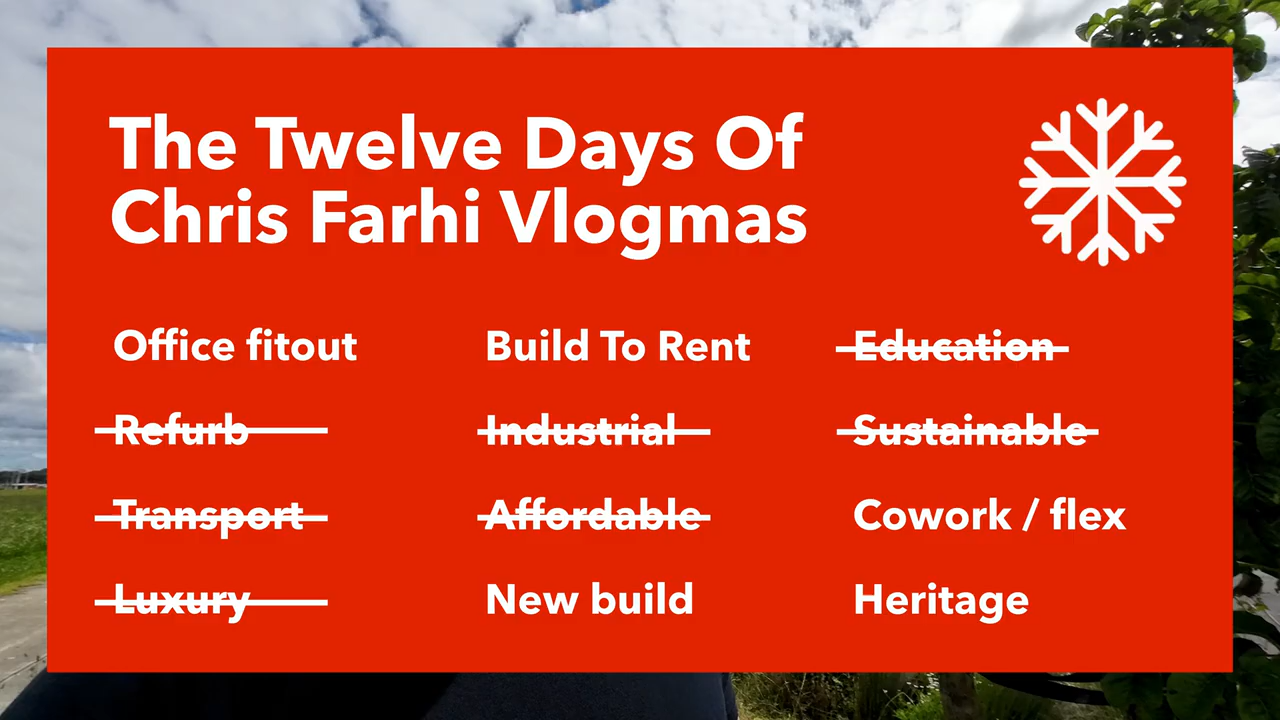 The Twelve Days Of
Chris Farhi Vlogmas
Office fitout
Refurb
Transport
Luxury
Build To Rent
Industrial
Affordable
New build
Education
Sustainable
Cowork / flex
Heritage